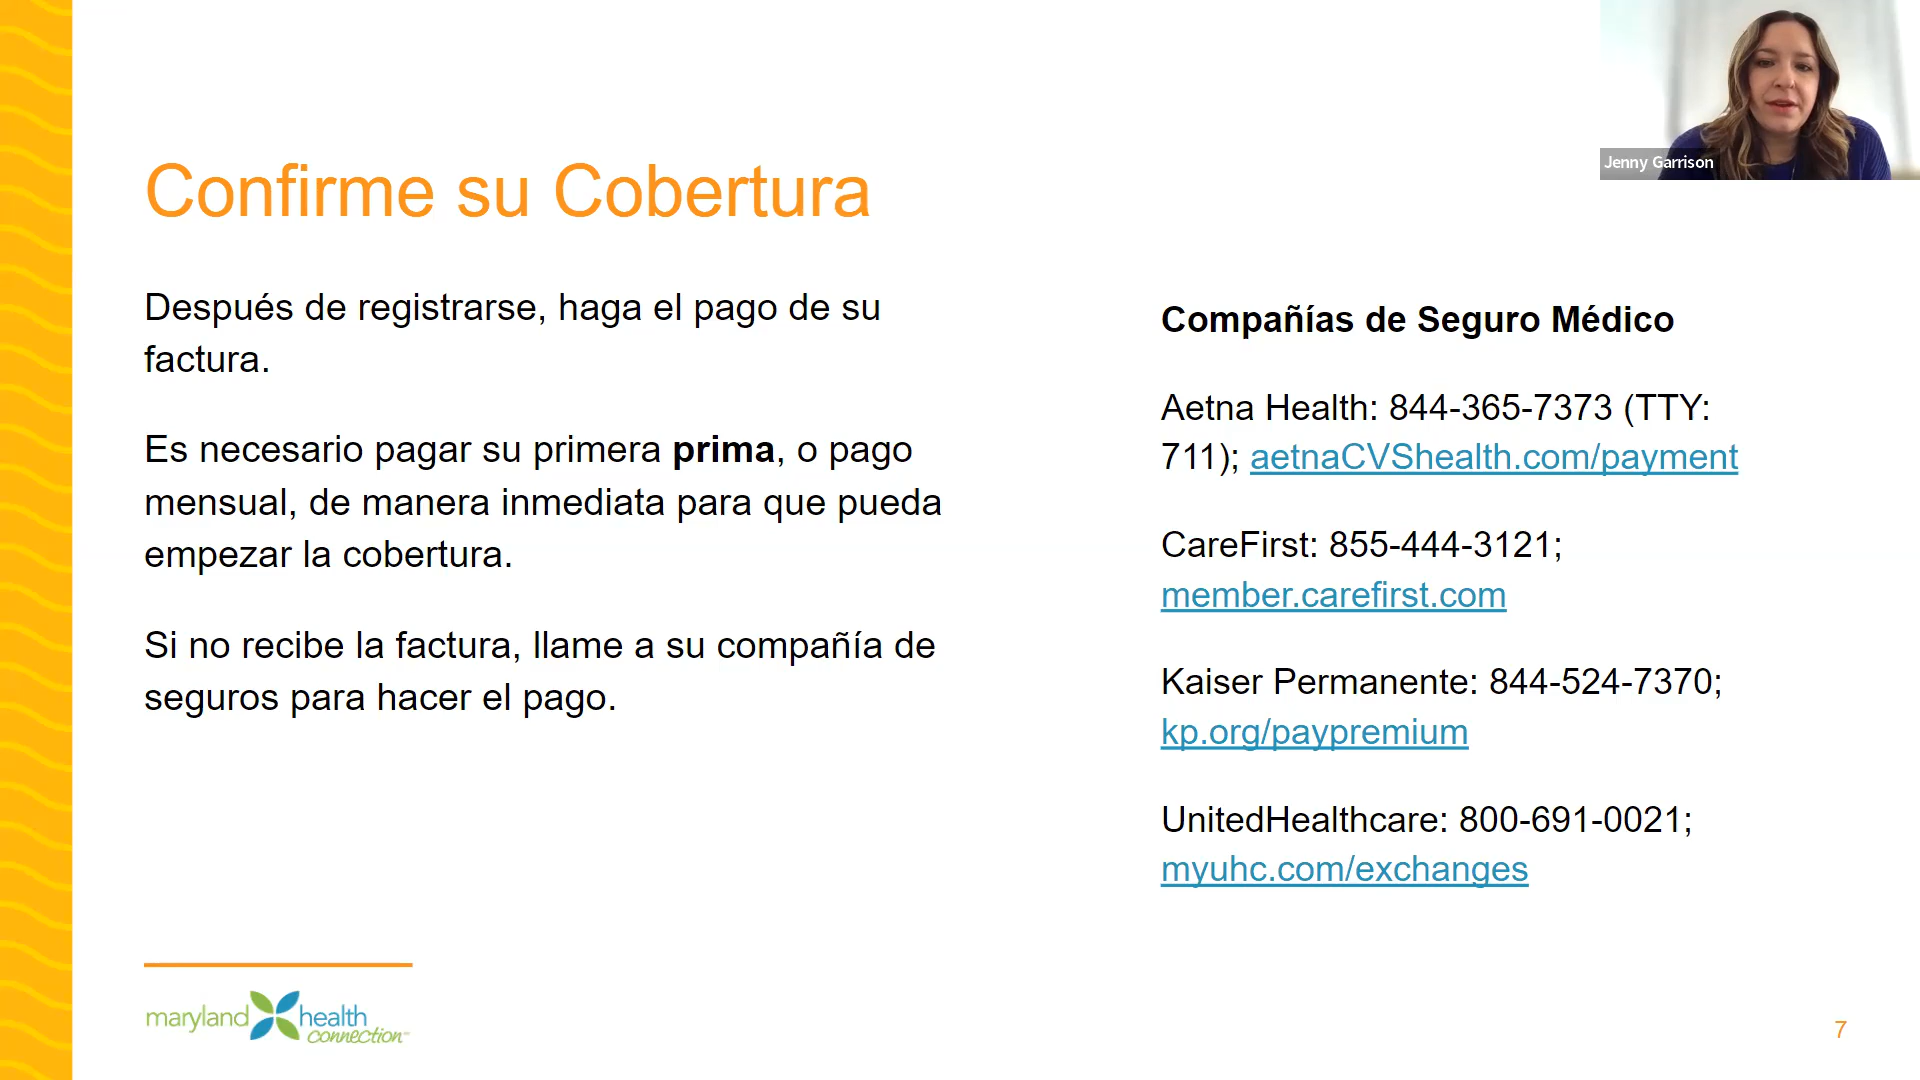 Jenny Garrison
Confirme su Cobertura
Después de registrarse, haga el pago de su
factura.
Es necesario pagar su primera prima, o pago
mensual, de manera inmediata para que pueda
empezar la cobertura.
Si no recibe la factura, llame a su compañía de
seguros para hacer el pago.
Compañías de Seguro Médico
Aetna Health: 844-365-7373 (TTY:
711); aetnaCVShealth.com/payment
CareFirst: 855-444-3121;
member.carefirst.com
Kaiser Permanente: 844-524-7370;
kp.org/paypremium
UnitedHealthcare: 800-691-0021;
myuhc.com/exchanges
maryland health
connection
7